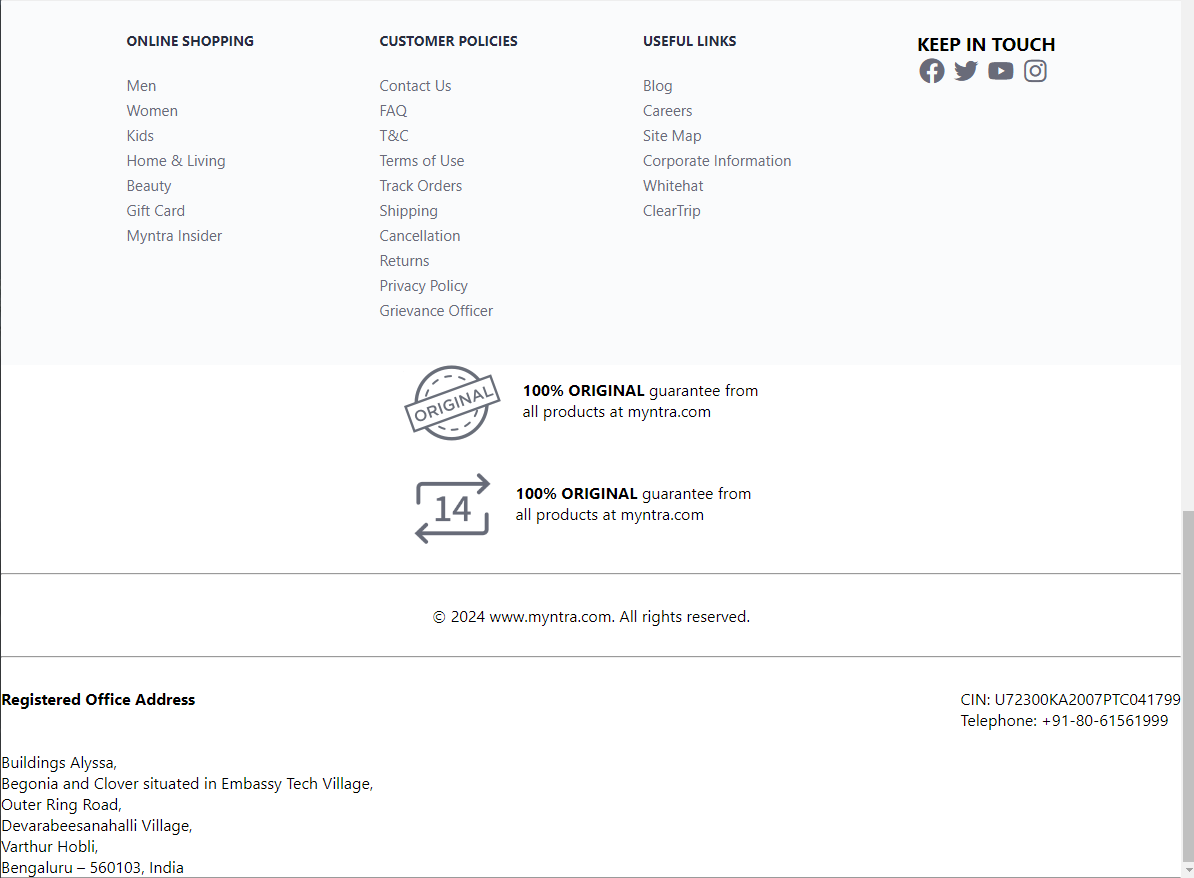 ONLINE SHOPPING
Men
Women
Kids
Home & Living
Beauty
Gift Card
Myntra Insider
CUSTOMER POLICIES
Contact Us
FAQ
T&C
Terms of Use
Track Orders
Shipping
Cancellation
Returns
Privacy Policy
Grievance Officer
USEFUL LINKS
Blog
Careers
Site Map
Corporate Information
Whitehat
ClearTrip
KEEP IN TOUCH
ORIGINAL
100% ORIGINAL guarantee from
all products at myntra.com
14
100% ORIGINAL guarantee from
all products at myntra.com
© 2024 www.myntra.com. All rights reserved.
Registered Office Address
CIN: U72300KA2007PTC041799
Telephone: +91-80-61561999
Buildings Alyssa,
Begonia and Clover situated in Embassy Tech Village,
Outer Ring Road,
Devarabeesanahalli Village,
Varthur Hobli,
Bengaluru – 560103, India